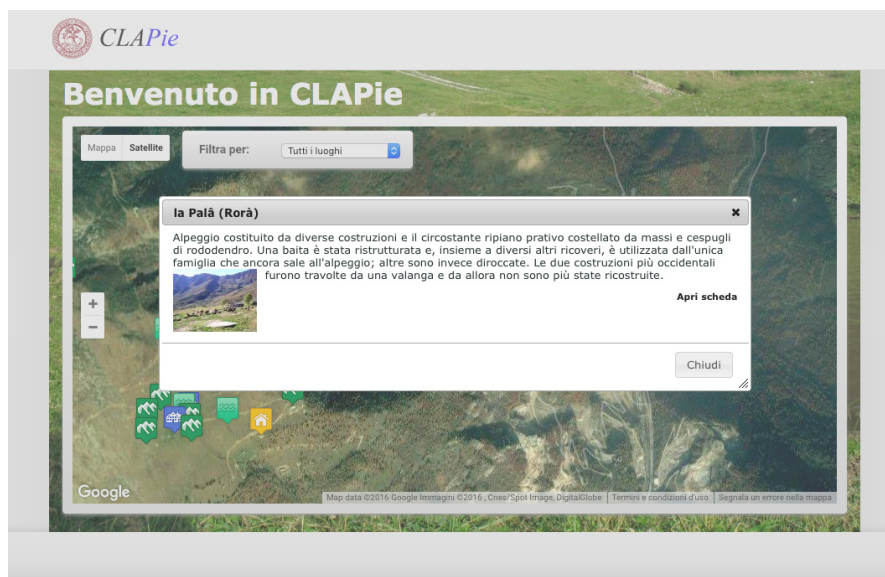 CLAPie
Benvenuto in CLAPie
Mappa
Satellite
Filtra per:
Tutti i luoghi
la Palâ (Rorà)
Alpeggio costituito da diverse costruzioni e il circostante ripiano prativo costellato da massi e cespugli
di rododendro. Una baita è stata ristrutturata e, insieme a diversi altri ricoveri, è utilizzata dall'unica
famiglia che ancora sale all'alpeggio; altre sono invece diroccate. Le due costruzioni più occidentali
furono travolte da una valanga e da allora non sono più state ricostruite.
Apri scheda
+
−
Chiudi
Google
Map data ©2016 Google Immagini ©2016 , Cnes/Spot Image, DigitalGlobe
Termini e condizioni d'uso
Segnala un errore nella mappa